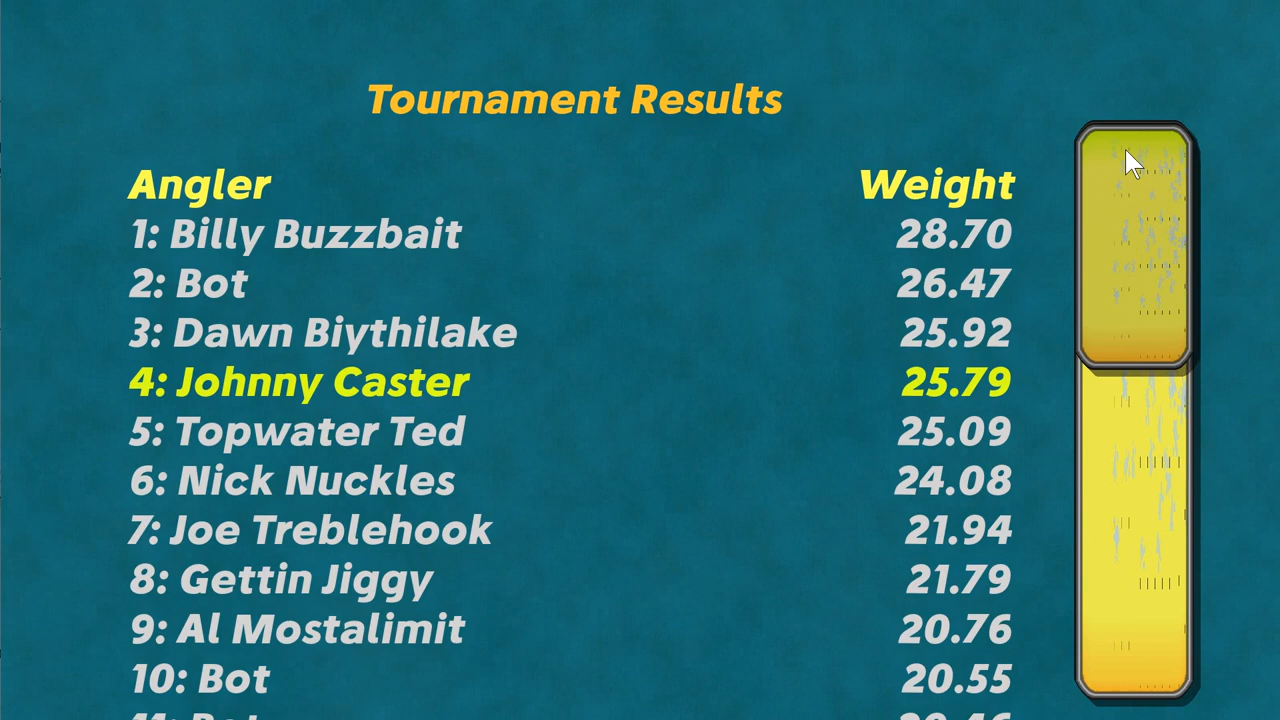 Tournament Results
Angler Weight
1: Billy Buzzbait 28.70
2: Bot 26.47
3: Dawn Biythilake 25.92
4: Johnny Caster 25.79
5: Topwater Ted 25.09
6: Nick Nuckles 24.08
7: Joe Treblehook 21.94
8: Gettin Jiggy 21.79
9: Al Mostalimit 20.76
10: Bot 20.55